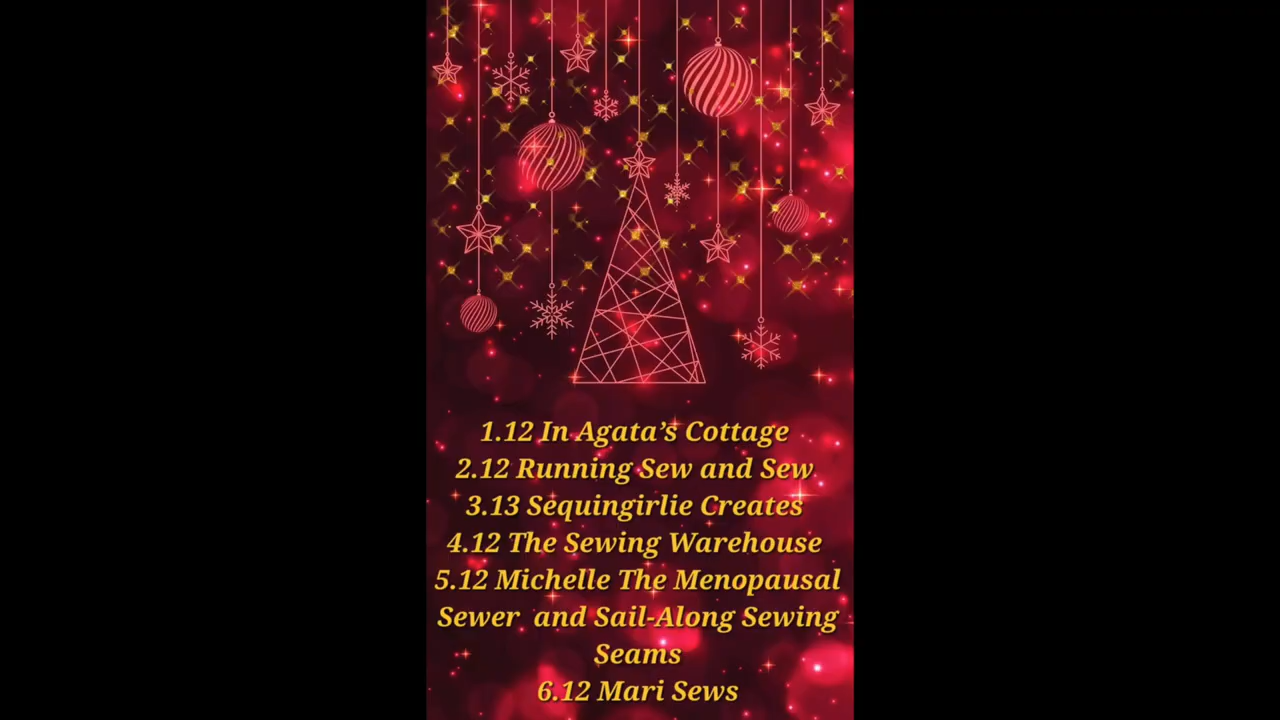 1.12 In Agata’s Cottage
2.12 Running Sew and Sew
3.13 Sequingirlie Creates
4.12 The Sewing Warehouse
5.12 Michelle The Menopausal
Sewer and Sail-Along Sewing
Seams
6.12 Mari Sews